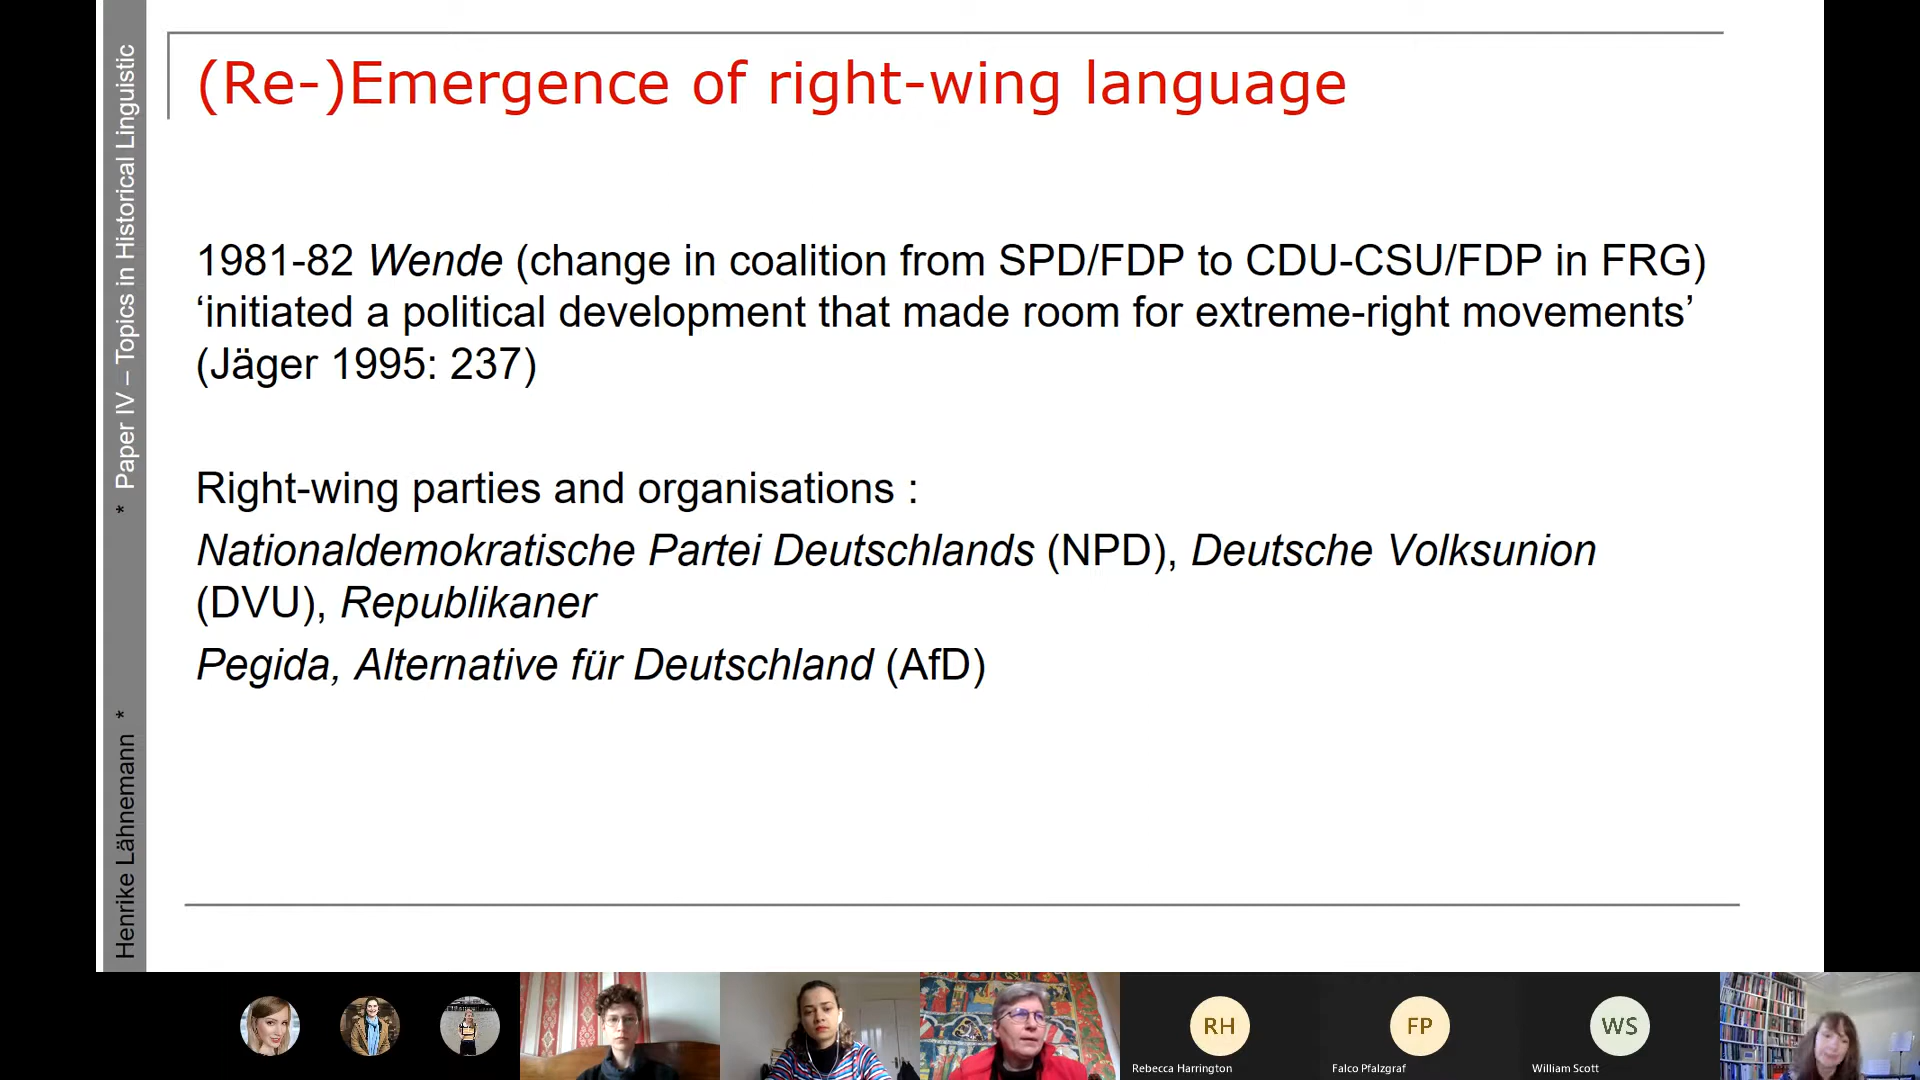 (Re-)Emergence of right-wing language
1981-82 Wende (change in coalition from SPD/FDP to CDU-CSU/FDP in FRG)
‘initiated a political development that made room for extreme-right movements’
(Jäger 1995: 237)
Right-wing parties and organisations :
Nationaldemokratische Partei Deutschlands (NPD), Deutsche Volksunion
(DVU), Republikaner
Pegida, Alternative für Deutschland (AfD)
Henrike Lähnemann * * Paper IV – Topics in Historical Linguistic
RH
Rebecca Harrington
FP
Falco Pfalzgraf
WS
William Scott